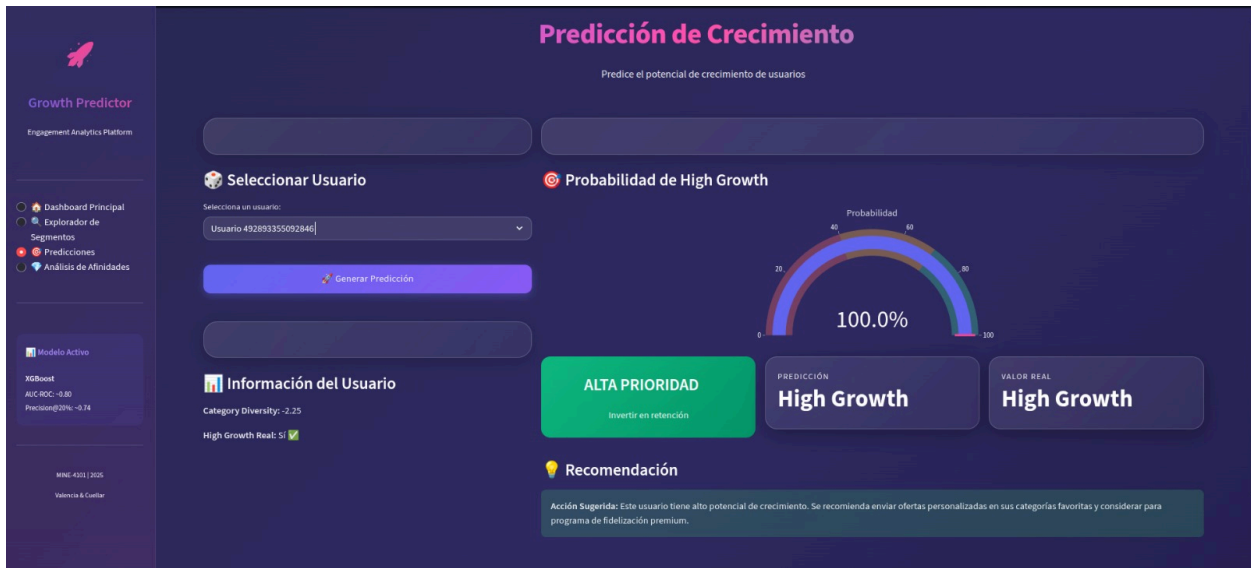 Growth Predictor
Engagement Analytics Platform
Dashboard Principal
Explorador de
Segmentos
Predicciones
Análisis de Afinidades
Modelo Activo
XGBoost
AUC-ROC: ~0.80
Precision@20%: ~0.74
MINE-4101 | 2025
Valencia & Cuellar
Predicción de Crecimiento
Predice el potencial de crecimiento de usuarios
Seleccionar Usuario
Selecciona un usuario:
Usuario 492893355092846
Generar Predicción
Información del Usuario
Category Diversity: -2.25
High Growth Real: Sí ✅
Probabilidad de High Growth
Probabilidad
0
20
40
60
80
100
100.0%
ALTA PRIORIDAD
Invertir en retención
PREDICCIÓN
High Growth
VALOR REAL
High Growth
Recomendación
Acción Sugerida: Este usuario tiene alto potencial de crecimiento. Se recomienda enviar ofertas personalizadas en sus categorías favoritas y considerar para
programa de fidelización premium.